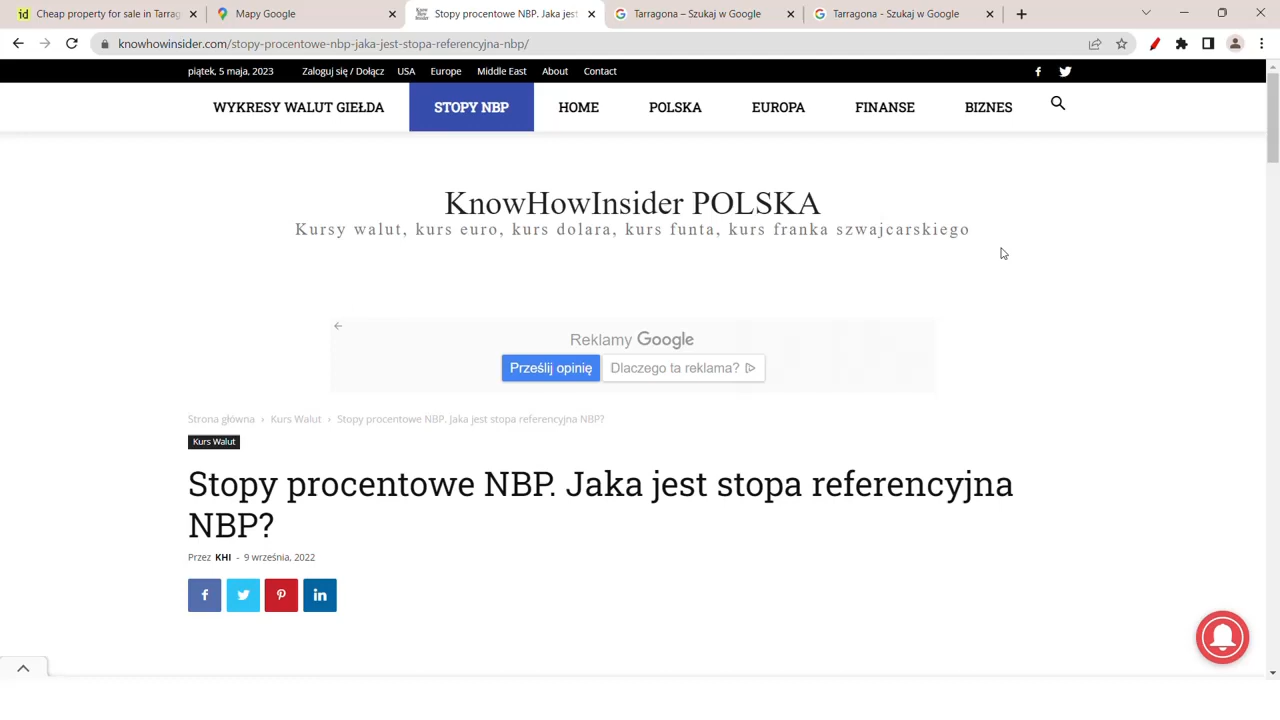 Cheap property for sale in Tarrag
Mapy Google
Stopy procentowe NBP. Jaka jest
Tarragona – Szukaj w Google
Tarragona - Szukaj w Google
knowhowinsider.com/stopy-procentowe-nbp-jaka-jest-stopa-referencyjna-nbp/
piątek, 5 maja, 2023 Zaloguj się / Dołącz USA Europe Middle East About Contact
WYKRESY WALUT GIEŁDA STOPY NBP HOME POLSKA EUROPA FINANSE BIZNES
KnowHowInsider POLSKA
Kursy walut, kurs euro, kurs dolara, kurs funta, kurs franka szwajcarskiego
Reklamy Google
Prześlij opinię Dlaczego ta reklama?
Strona główna › Kurs Walut › Stopy procentowe NBP. Jaka jest stopa referencyjna NBP?
Kurs Walut
Stopy procentowe NBP. Jaka jest stopa referencyjna
NBP?
Przez KHI - 9 września, 2022